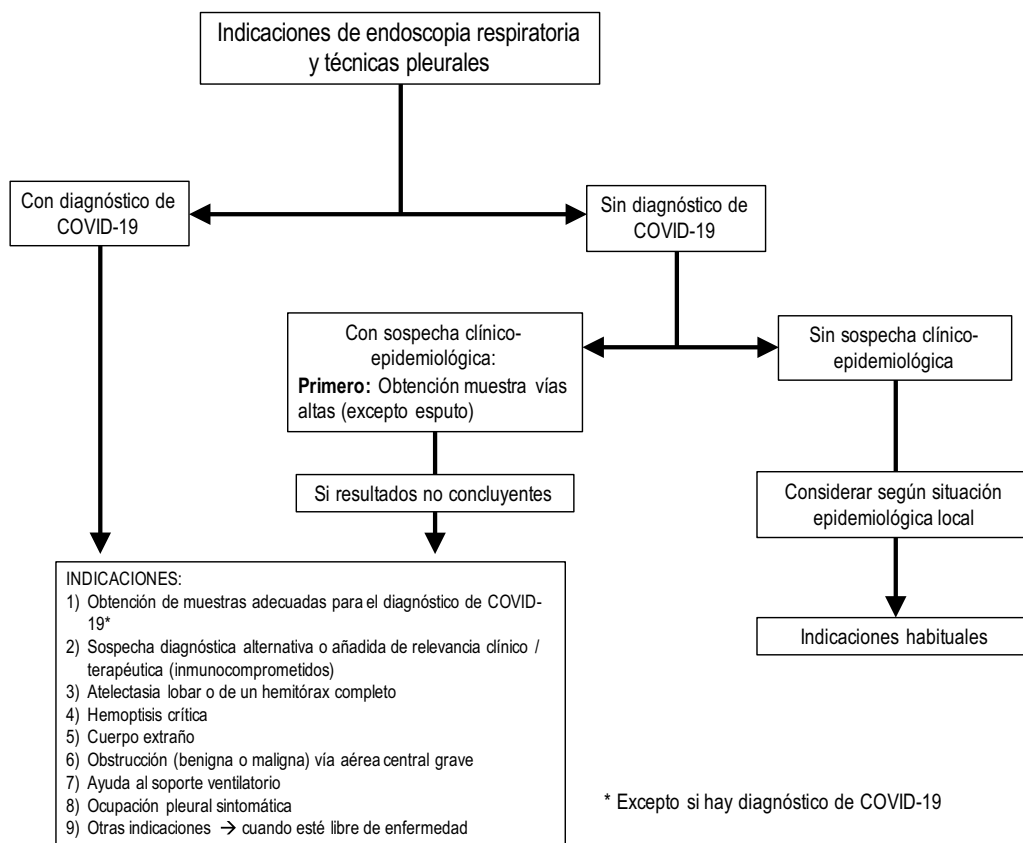 Indicaciones de endoscopia respiratoria
y técnicas pleurales
Con diagnóstico de
COVID-19
Sin diagnóstico de
COVID-19
Con sospecha clínico-
epidemiológica:
Primero: Obtención muestra vías
altas (excepto esputo)
Sin sospecha clínico-
epidemiológica
Si resultados no concluyentes
Considerar según situación
epidemiológica local
Indicaciones habituales
INDICACIONES:
1) Obtención de muestras adecuadas para el diagnóstico de COVID-
19*
2) Sospecha diagnóstica alternativa o añadida de relevancia clínico /
terapéutica (inmunocomprometidos)
3) Atelectasia lobar o de un hemitórax completo
4) Hemoptisis crítica
5) Cuerpo extraño
6) Obstrucción (benigna o maligna) vía aérea central grave
7) Ayuda al soporte ventilatorio
8) Ocupación pleural sintomática
9) Otras indicaciones → cuando esté libre de enfermedad
* Excepto si hay diagnóstico de COVID-19